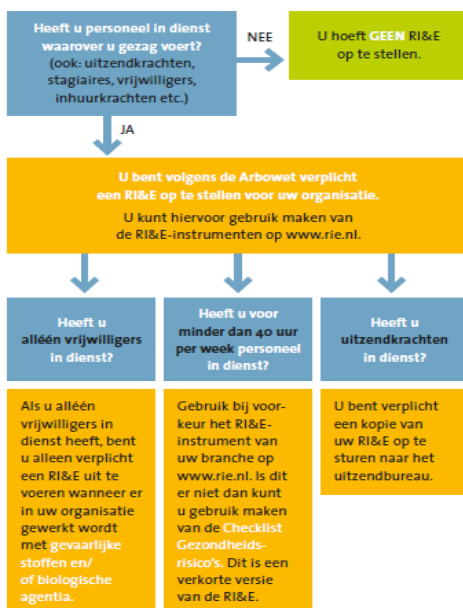 Heeft u personeel in dienst
waarover u gezag voert?
(ook: uitzendkrachten,
stagiaires, vrijwilligers,
inhuurkrachten etc.)
NEE
U hoeft GEEN RI&E
op te stellen.
JA
U bent volgens de Arbowet verplicht
een RI&E op te stellen voor uw organisatie.
U kunt hiervoor gebruik maken van
de RI&E-instrumenten op www.rie.nl.
Heeft u
alléén vrijwilligers
in dienst?
Heeft u voor
minder dan 40 uur
per week personeel
in dienst?
Heeft u
uitzendkrachten
in dienst?
Als u alléén
vrijwilligers in
dienst heeft, bent
u alleen verplicht
een RI&E uit te
voeren wanneer er
in uw organisatie
gewerkt wordt
met gevaarlijke
stoffen en/
of biologische
agentia.
Gebruik bij voor-
keur het RI&E-
instrument van
uw branche op
www.rie.nl. Is dit
er niet dan kunt
u gebruik maken
van de Checklist
Gezondheids-
risico's. Dit is een
verkorte versie
van de RI&E.
U bent verplicht
een kopie van
uw RI&E op te
sturen naar het
uitzendbureau.